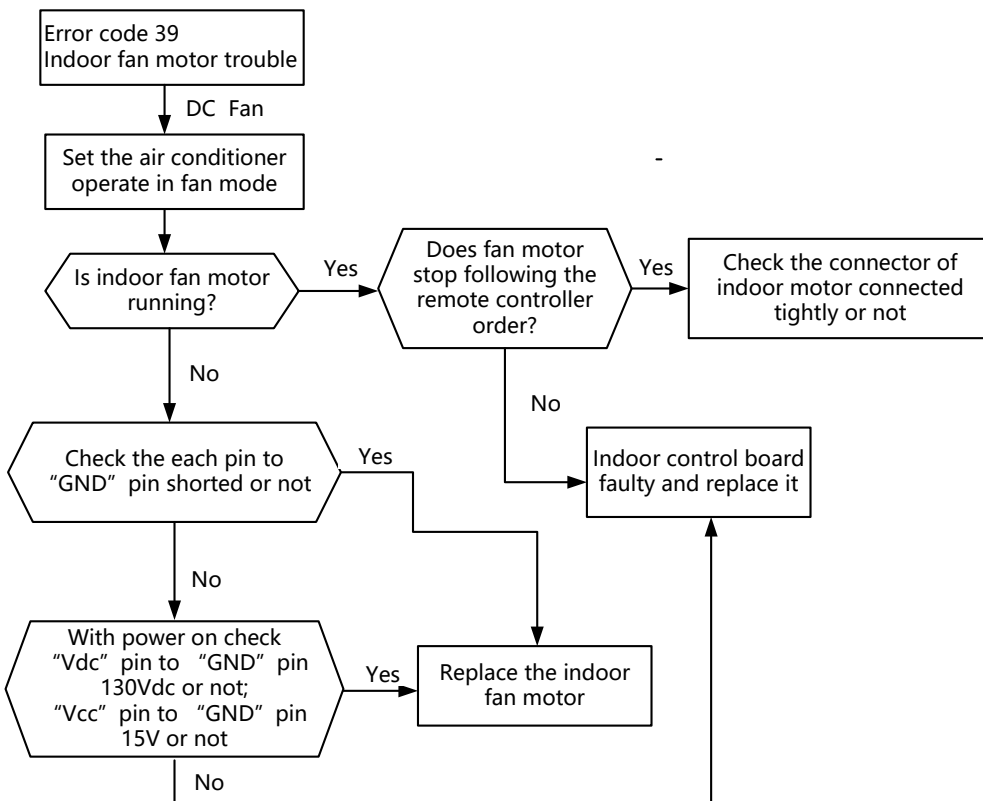 Error code 39
Indoor fan motor trouble
DC Fan
Set the air conditioner
operate in fan mode
-
Is indoor fan motor
running?
Yes
Does fan motor
stop following the
remote controller
order?
Yes
Check the connector of
indoor motor connected
tightly or not
No
No
Check the each pin to
“GND” pin shorted or not
Yes
Indoor control board
faulty and replace it
No
With power on check
“Vdc” pin to “GND” pin
130Vdc or not;
“Vcc” pin to “GND” pin
15V or not
Yes
Replace the indoor
fan motor
No